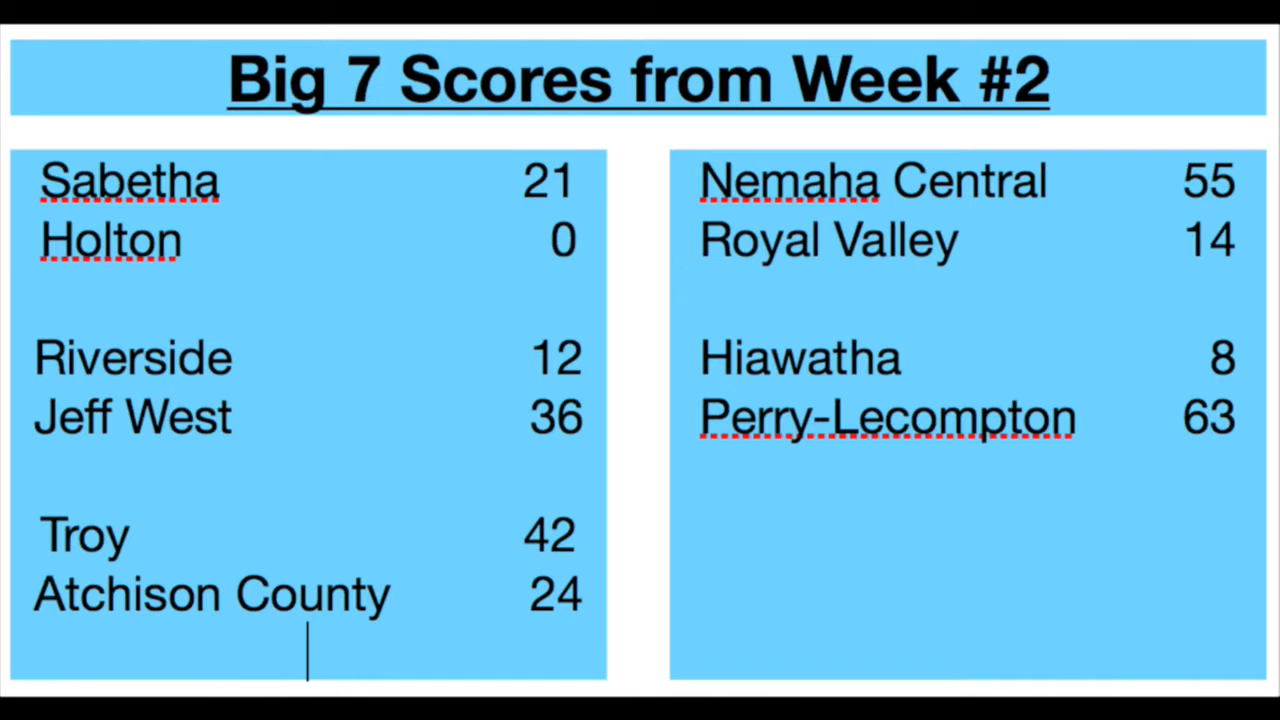 Big 7 Scores from Week #2
Sabetha 21
Holton 0
Riverside 12
Jeff West 36
Troy 42
Atchison County 24
Nemaha Central 55
Royal Valley 14
Hiawatha 8
Perry-Lecompton 63